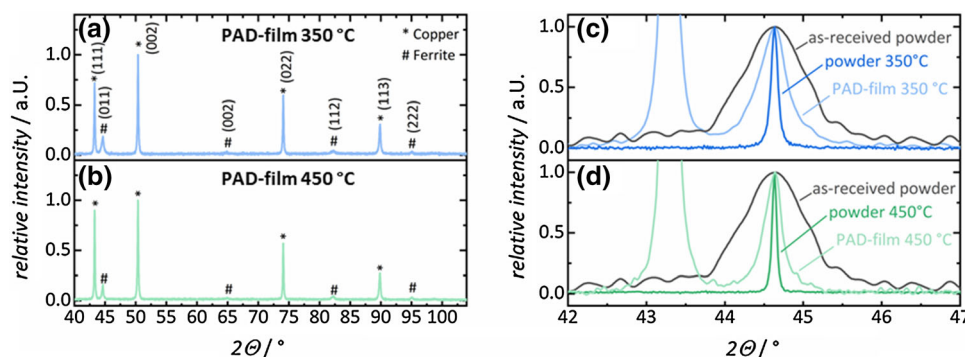 (a)
PAD-film 350 °C
* Copper
# Ferrite
(111)
* 
(011)
#
(002)
*
(002)
#
(022)
*
(112)
#
(113)
*
(222)
#
relative intensity / a.U.
1.0
0.5
0.0
(b)
PAD-film 450 °C
*
#
*
#
*
#
*
#
1.0
0.5
0.0
40 45 50 55 60 65 70 75 80 85 90 95 100
2Θ / °
(c)
as-received powder
powder 350°C
PAD-film 350 °C
relative intensity / a.U.
1.0
0.5
0.0
(d)
as-received powder
powder 450°C
PAD-film 450 °C
1.0
0.5
0.0
42 43 44 45 46 47
2Θ / °